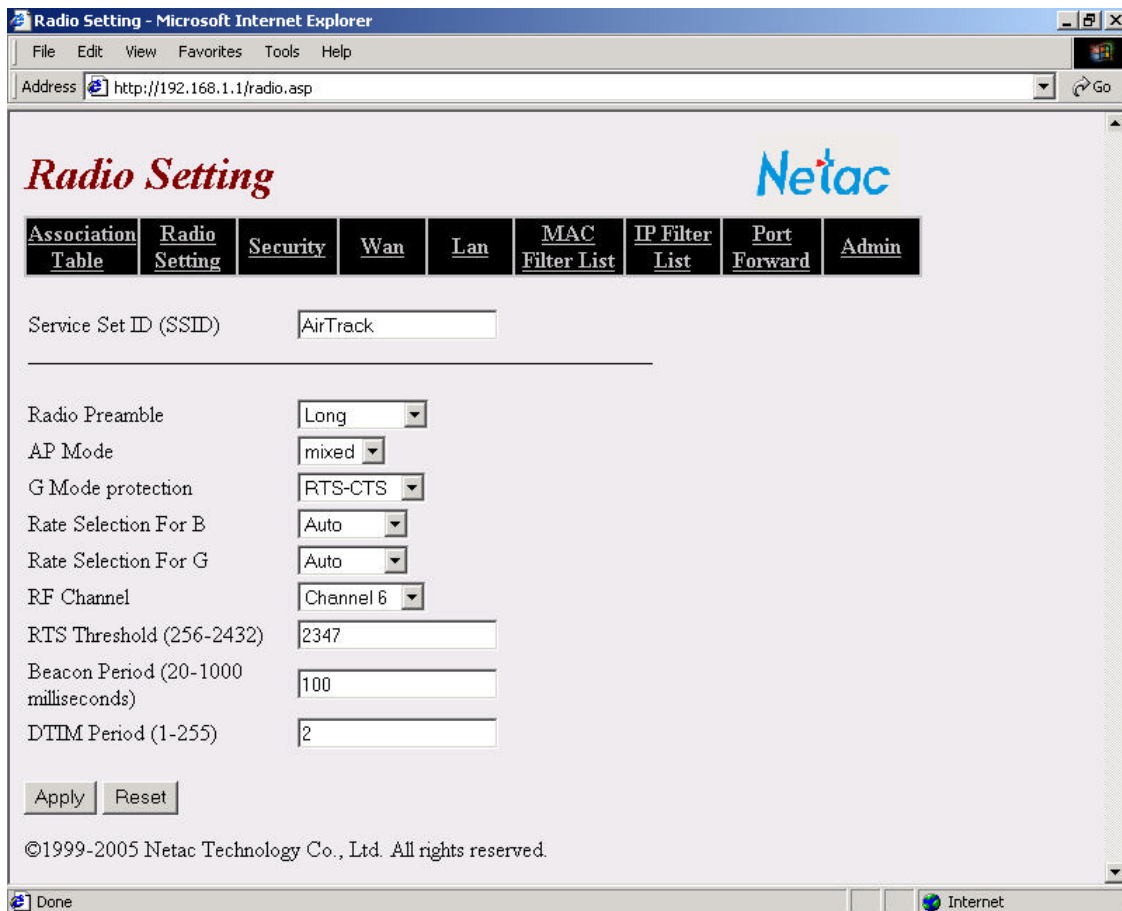 Radio Setting - Microsoft Internet Explorer
File Edit View Favorites Tools Help
Address http://192.168.1.1/radio.asp Go
Radio Setting
Netac
Association Table Radio Setting Security Wan Lan MAC Filter List IP Filter List Port Forward Admin
Service Set ID (SSID) AirTrack
Radio Preamble Long
AP Mode mixed
G Mode protection RTS-CTS
Rate Selection For B Auto
Rate Selection For G Auto
RF Channel Channel 6
RTS Threshold (256-2432) 2347
Beacon Period (20-1000
milliseconds) 100
DTIM Period (1-255) 2
Apply Reset
©1999-2005 Netac Technology Co., Ltd. All rights reserved.
Done Internet